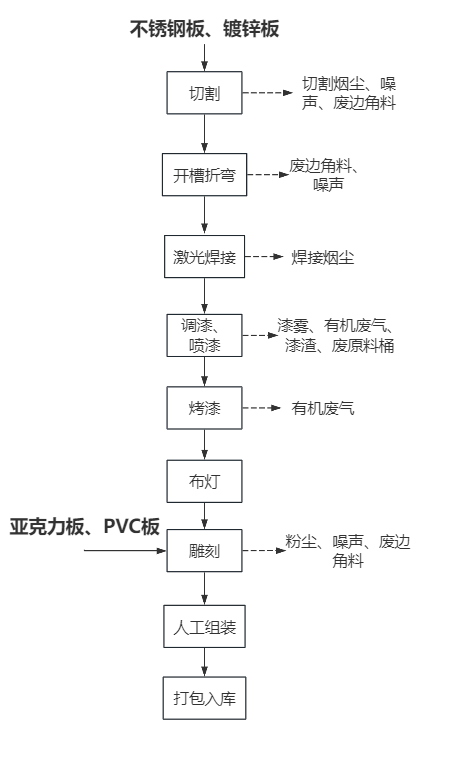 不锈钢板、镀锌板
切割
切割烟尘、噪
声、废边角料
开槽折弯
废边角料、
噪声
激光焊接
焊接烟尘
调漆、
喷漆
漆雾、有机废气、
漆渣、废原料桶
烤漆
有机废气
布灯
亚克力板、PVC板
雕刻
粉尘、噪声、废边
角料
人工组装
打包入库